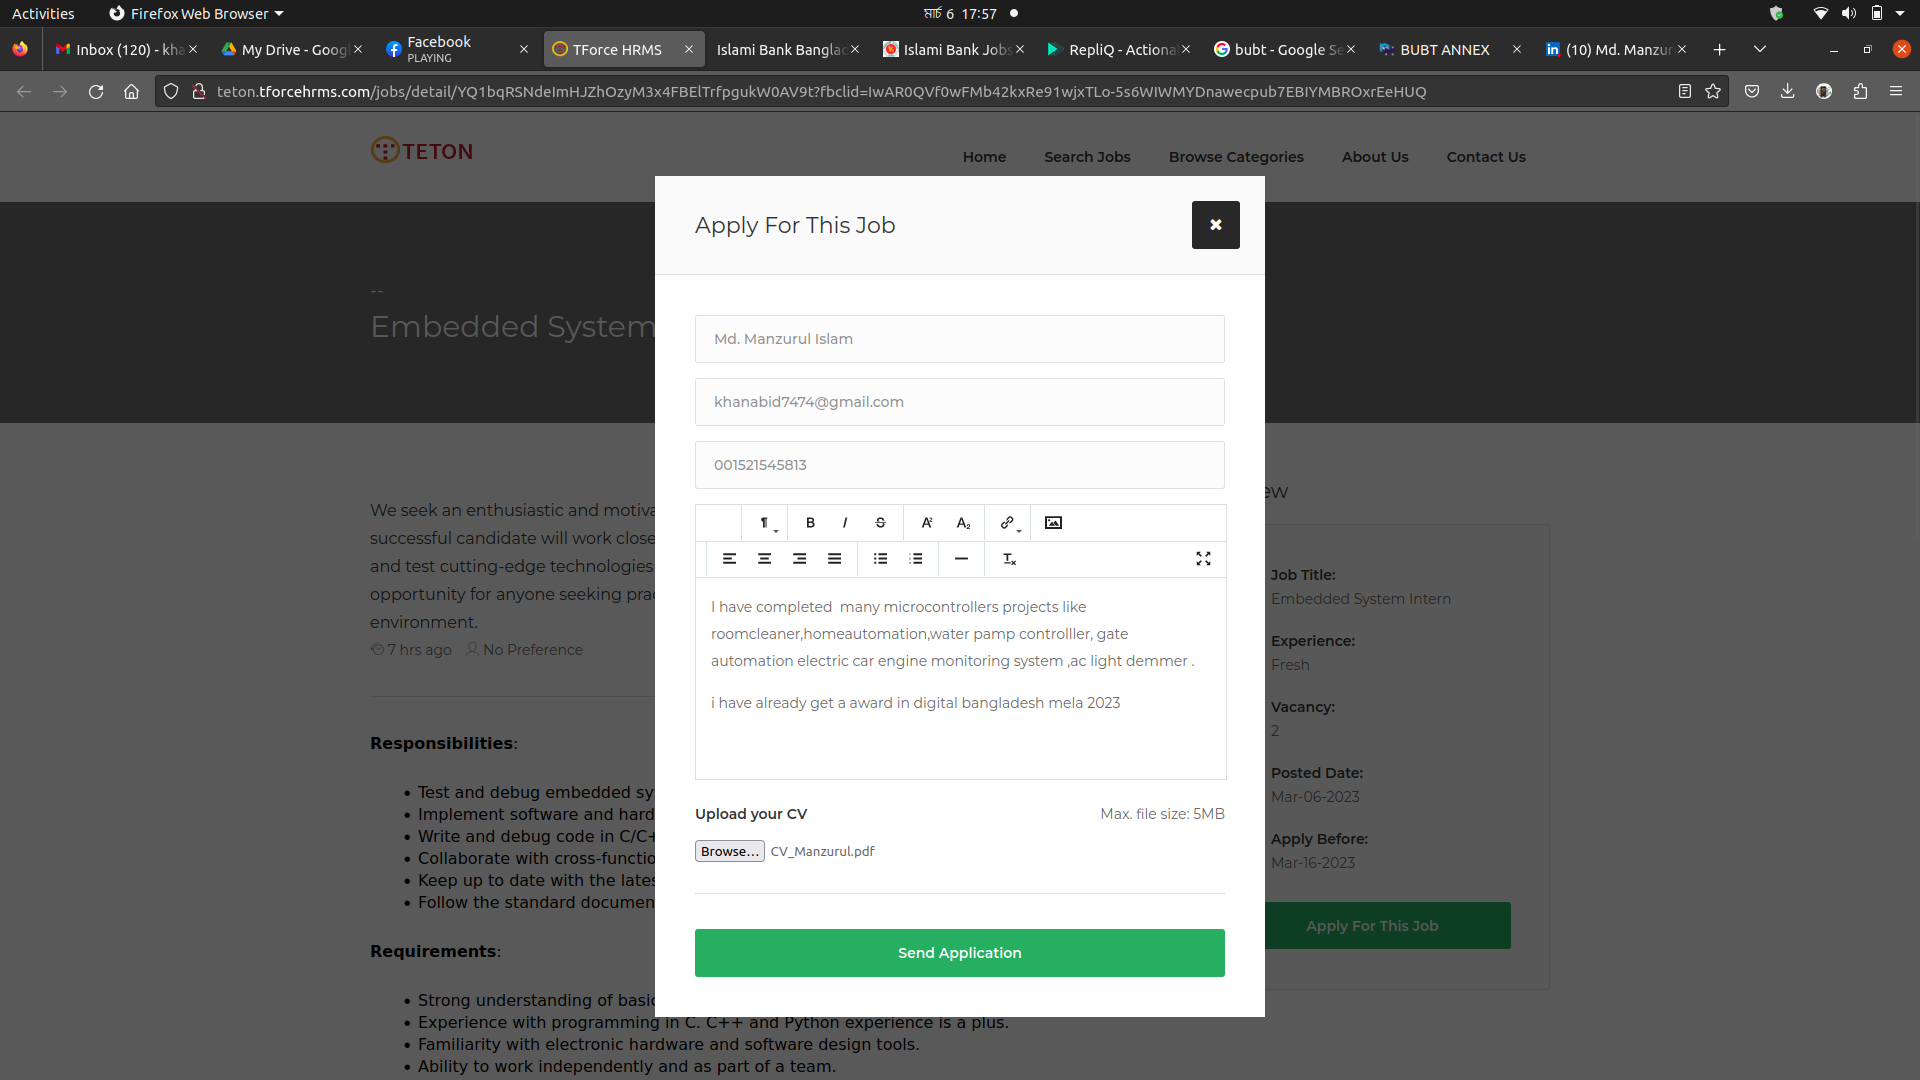 Activities
Firefox Web Browser
মার্চ 6 17:57
Inbox (120) - kha
My Drive - Goog
Facebook
PLAYING
TForce HRMS
Islami Bank Banglad
Islami Bank Jobs
RepliQ - Actiona
bubt - Google Se
BUBT ANNEX
(10) Md. Manzur
teton.tforcehrms.com/jobs/detail/YQ1bqRSNdeImHJZhOzyM3x4FBElTrfpgukW0AV9t?fbclid=IwAR0QVf0wFMb42kxRe91wjxTLo-5s6WIWMYDnawecpub7EBIYMBROxrEeHUQ
TETON
Home
Search Jobs
Browse Categories
About Us
Contact Us
Apply For This Job
--
Embedded System
Md. Manzurul Islam
khanabid7474@gmail.com
001521545813
We seek an enthusiastic and motiva
successful candidate will work close
and test cutting-edge technologies
opportunity for anyone seeking prac
environment.
7 hrs ago No Preference
I have completed  many microcontrollers projects like
roomcleaner,homeautomation,water pamp controlller, gate
automation electric car engine monitoring system ,ac light demmer .
i have already get a award in digital bangladesh mela 2023
Upload your CV
Max. file size: 5MB
Browse... CV_Manzurul.pdf
Send Application
Responsibilities:
• Test and debug embedded sy
• Implement software and hard
• Write and debug code in C/C+
• Collaborate with cross-functio
• Keep up to date with the lates
• Follow the standard documen
Requirements:
• Strong understanding of basic
• Experience with programming in C. C++ and Python experience is a plus.
• Familiarity with electronic hardware and software design tools.
• Ability to work independently and as part of a team.
ew
Job Title:
Embedded System Intern
Experience:
Fresh
Vacancy:
2
Posted Date:
Mar-06-2023
Apply Before:
Mar-16-2023
Apply For This Job